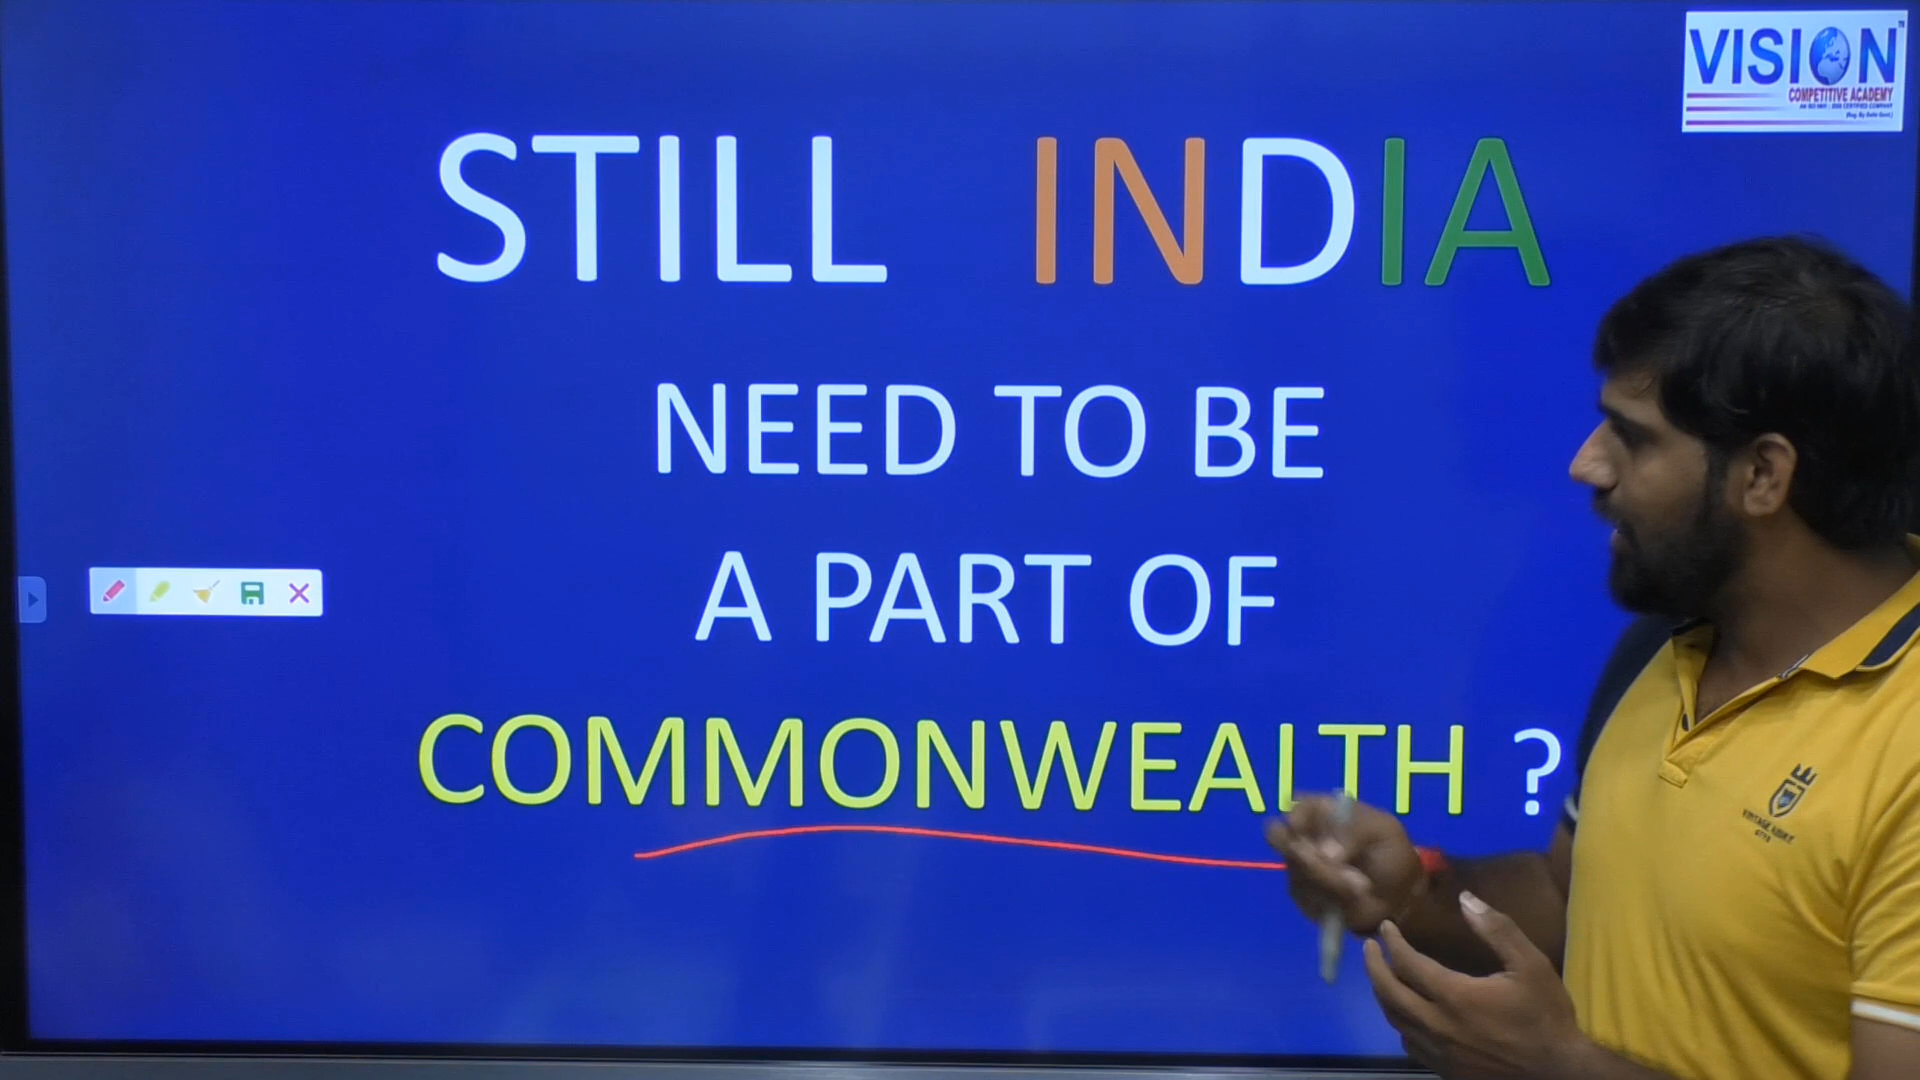 VISION
COMPETITIVE ACADEMY
STILL INDIA
NEED TO BE
A PART OF
COMMONWEALTH ?